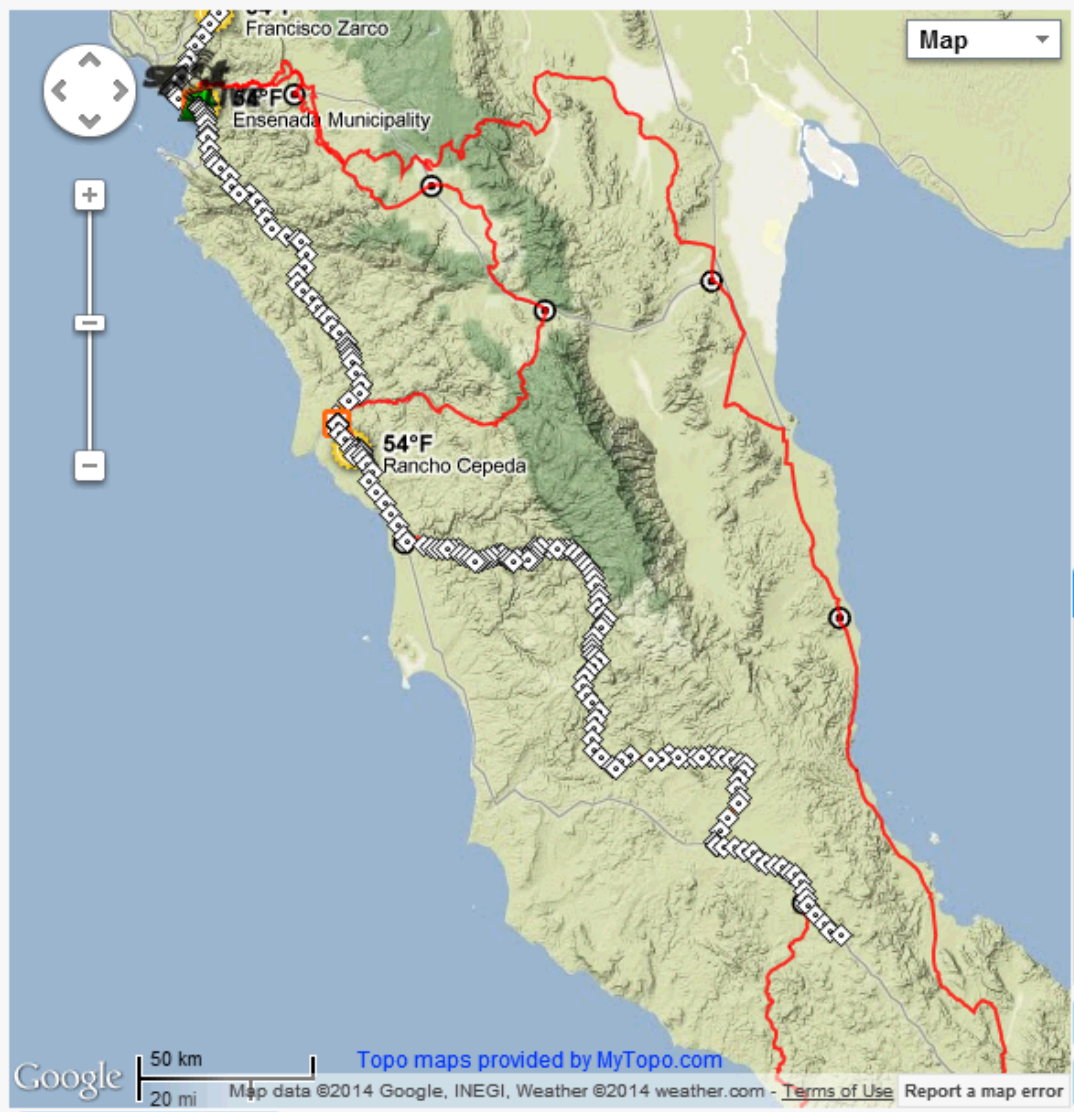 54°F
Francisco Zarco
Map
54°F
Ensenada Municipality
54°F
Rancho Cepeda
50 km
20 mi
Topo maps provided by MyTopo.com
Google
Map data ©2014 Google, INEGI, Weather ©2014 weather.com - Terms of Use
Report a map error